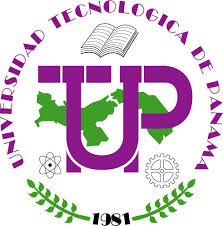 UNIVERSIDAD TECNOLOGICA DE PANAMA
UTP
1981